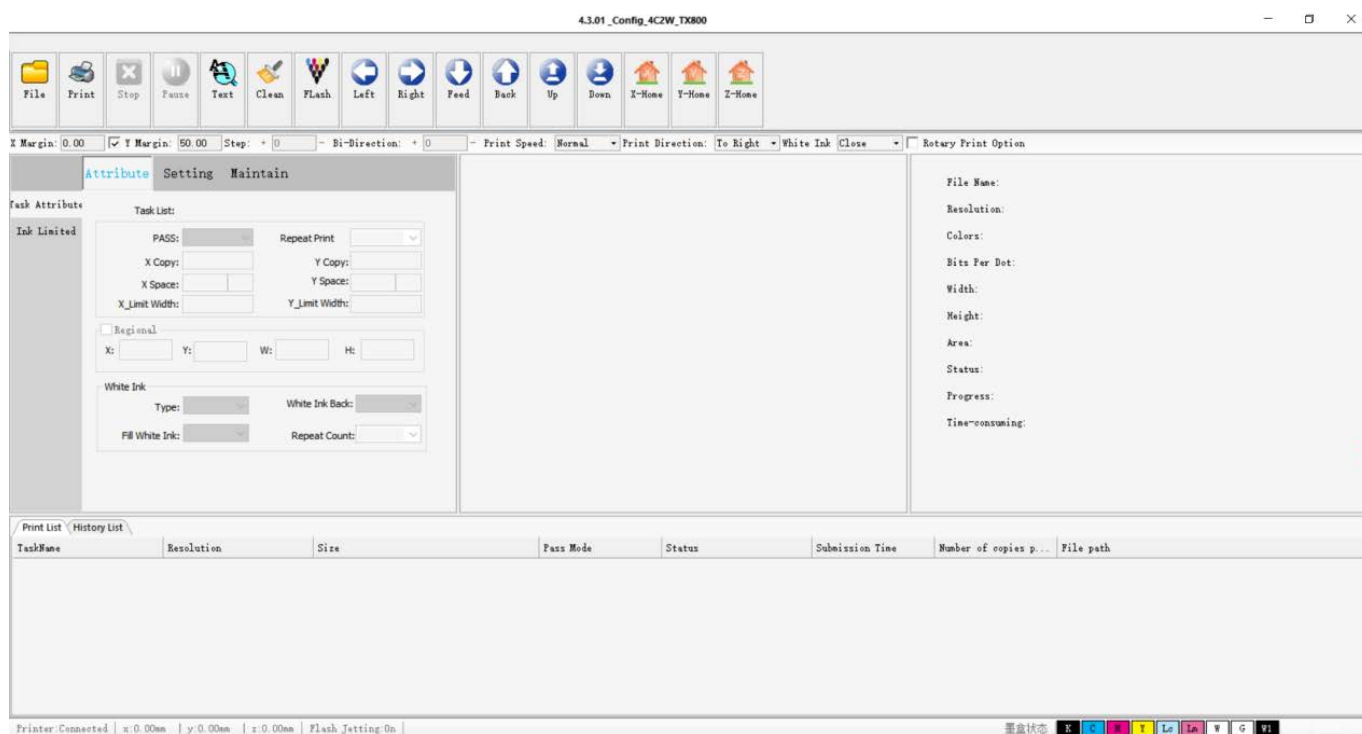 4.3.01 _Config_4C2W_TX800
File Print Stop Pause Text Clean FLash Left Right Feed Back Up Down X-Home Y-Home Z-Home
X Margin: 0.00 Y Margin: 50.00 Step: + 0 - Bi-Direction: + 0 - Print Speed: Normal Print Direction: To Right White Ink Close Rotary Print Option
Attribute Setting Maintain
Task Attribute
Ink Limited
Task List:
PASS: Repeat Print
X Copy: Y Copy:
X Space: Y Space:
X_Limit Width: Y_Limit Width:
Regional
X: Y: W: H:
White Ink
Type: White Ink Back:
Fill White Ink: Repeat Count:
File Name:
Resolution:
Colors:
Bits Per Dot:
Width:
Height:
Area:
Status:
Progress:
Time-consuming:
Print List History List
TaskName Resolution Size Pass Mode Status Submission Time Number of copies p... File path
Printer:Connected x:0.00mm y:0.00mm z:0.00mm Flash Jetting:On 墨盒状态 K C M Y Lc Lm W G W1